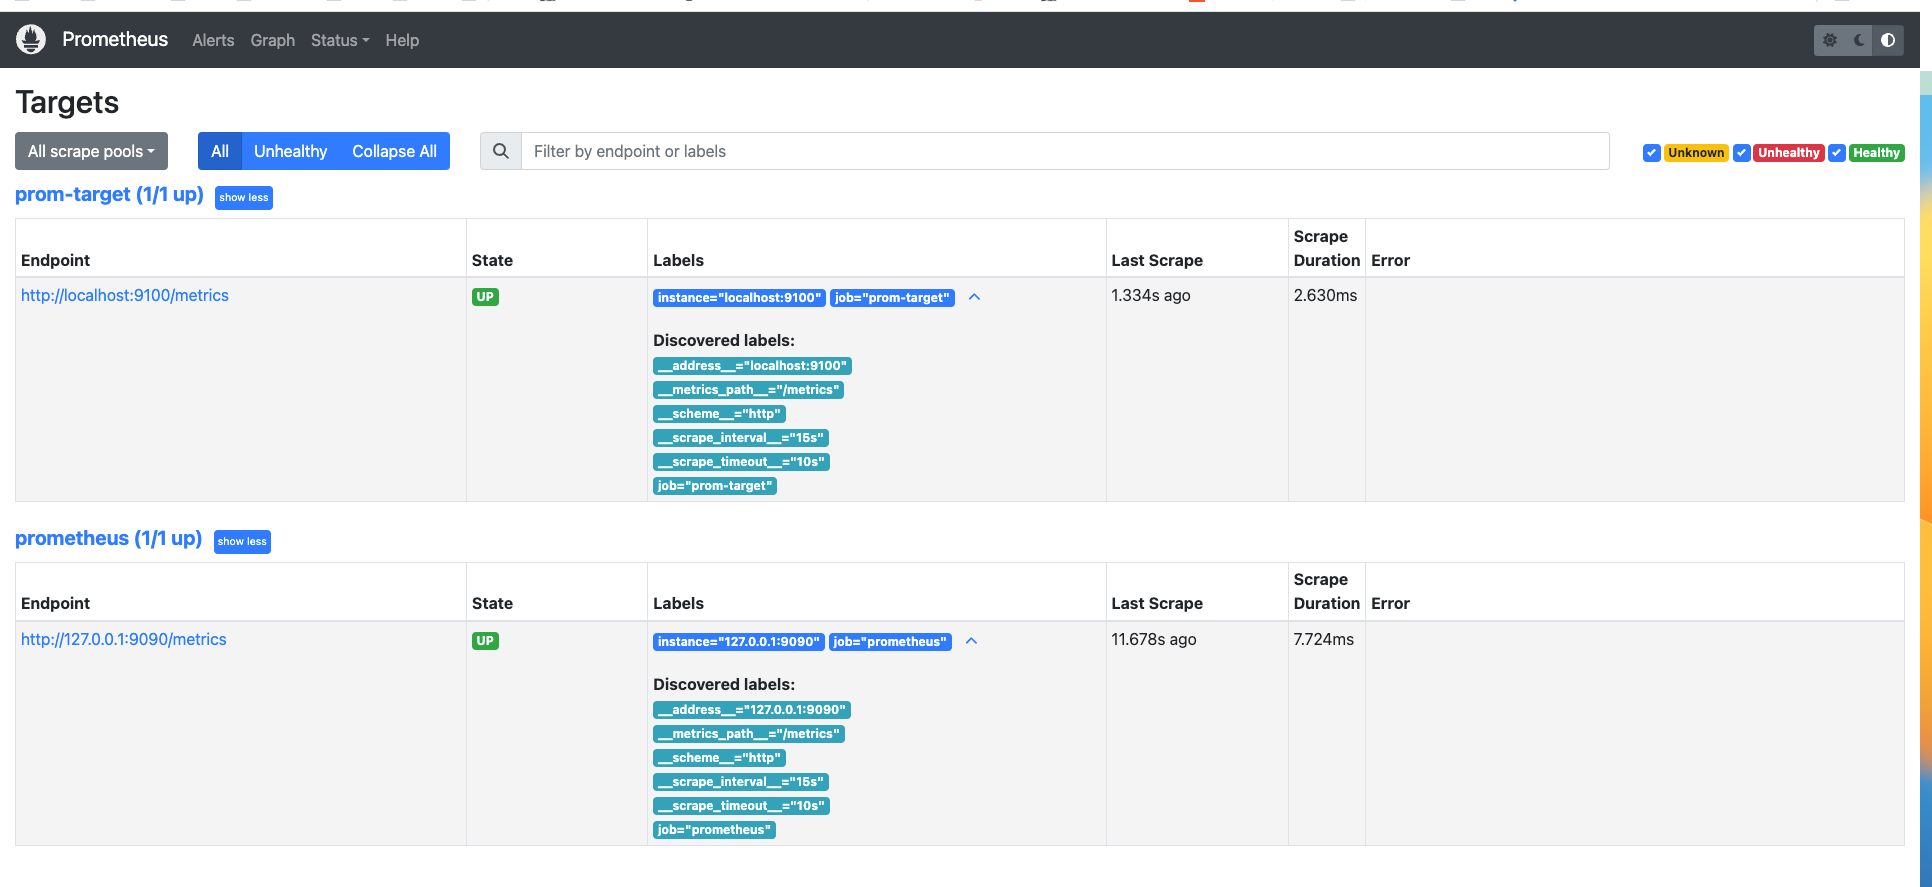 Prometheus Alerts Graph Status Help
Targets
All scrape pools All Unhealthy Collapse All Filter by endpoint or labels Unknown Unhealthy Healthy
prom-target (1/1 up) show less
Endpoint State Labels Last Scrape Scrape Duration Error
http://localhost:9100/metrics UP instance="localhost:9100" job="prom-target" 1.334s ago 2.630ms
Discovered labels:
__address__="localhost:9100"
__metrics_path__="/metrics"
__scheme__="http"
__scrape_interval__="15s"
__scrape_timeout__="10s"
job="prom-target"
prometheus (1/1 up) show less
Endpoint State Labels Last Scrape Scrape Duration Error
http://127.0.0.1:9090/metrics UP instance="127.0.0.1:9090" job="prometheus" 11.678s ago 7.724ms
Discovered labels:
__address__="127.0.0.1:9090"
__metrics_path__="/metrics"
__scheme__="http"
__scrape_interval__="15s"
__scrape_timeout__="10s"
job="prometheus"